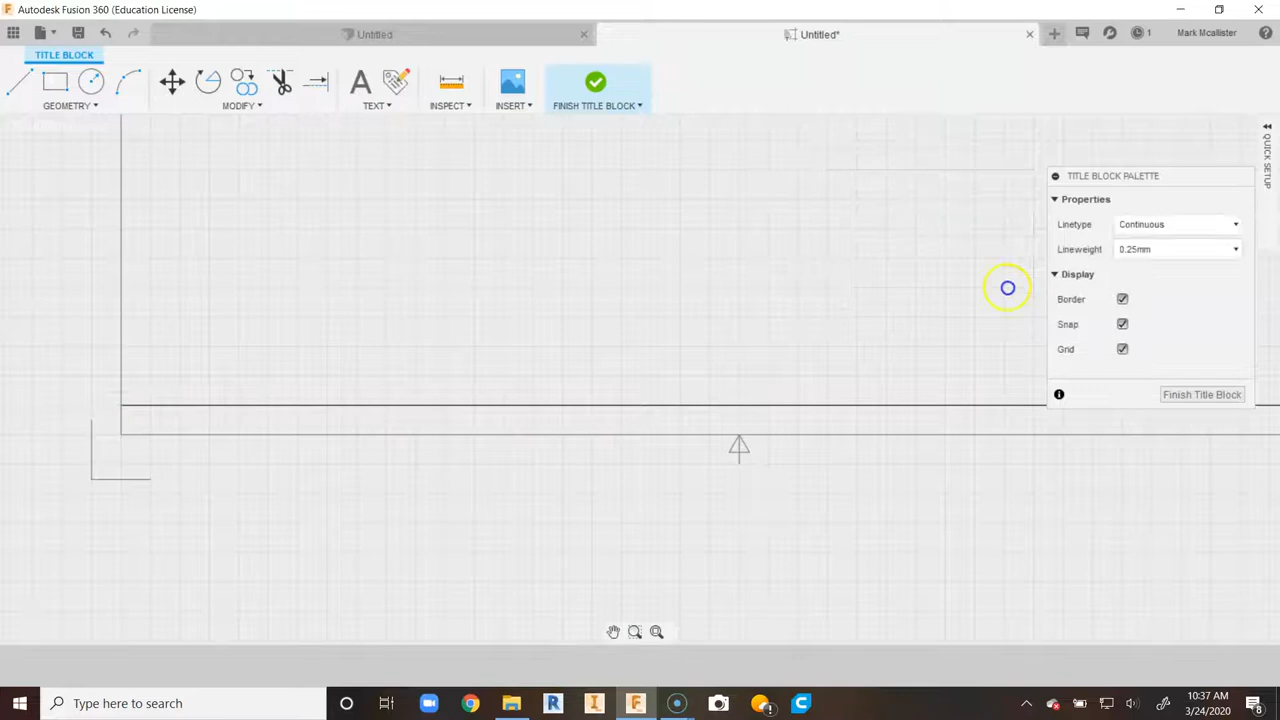 Autodesk Fusion 360 (Education License)
Untitled
Untitled*
1
Mark Mcallister
TITLE BLOCK
GEOMETRY
MODIFY
TEXT
INSPECT
INSERT
FINISH TITLE BLOCK
QUICK SETUP
TITLE BLOCK PALETTE
Properties
Linetype Continuous
Lineweight 0.25mm
Display
Border
Snap
Grid
Finish Title Block
Type here to search
10:37 AM
3/24/2020
8